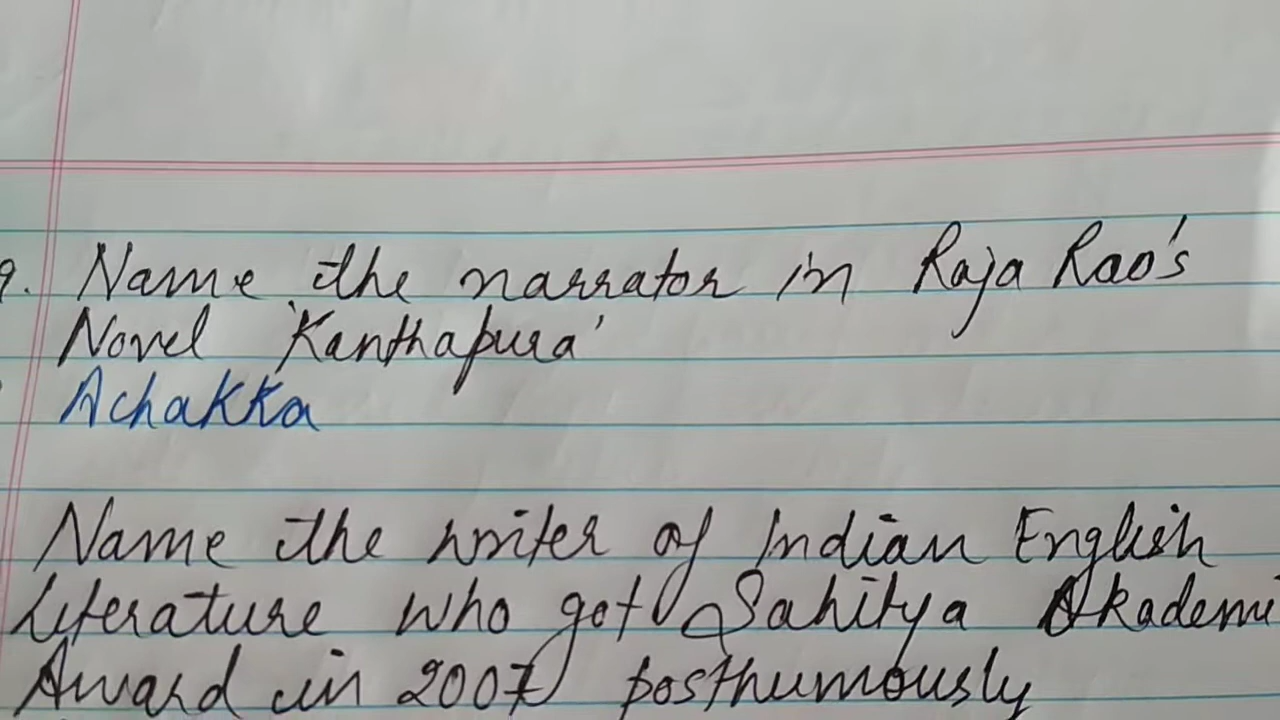 9. Name the narrator in Raja Rao's
Novel 'Kanthapura'
Achakka
Name the writer of Indian English
Literature who got Sahitya Akademi
Award in 2007 posthumously